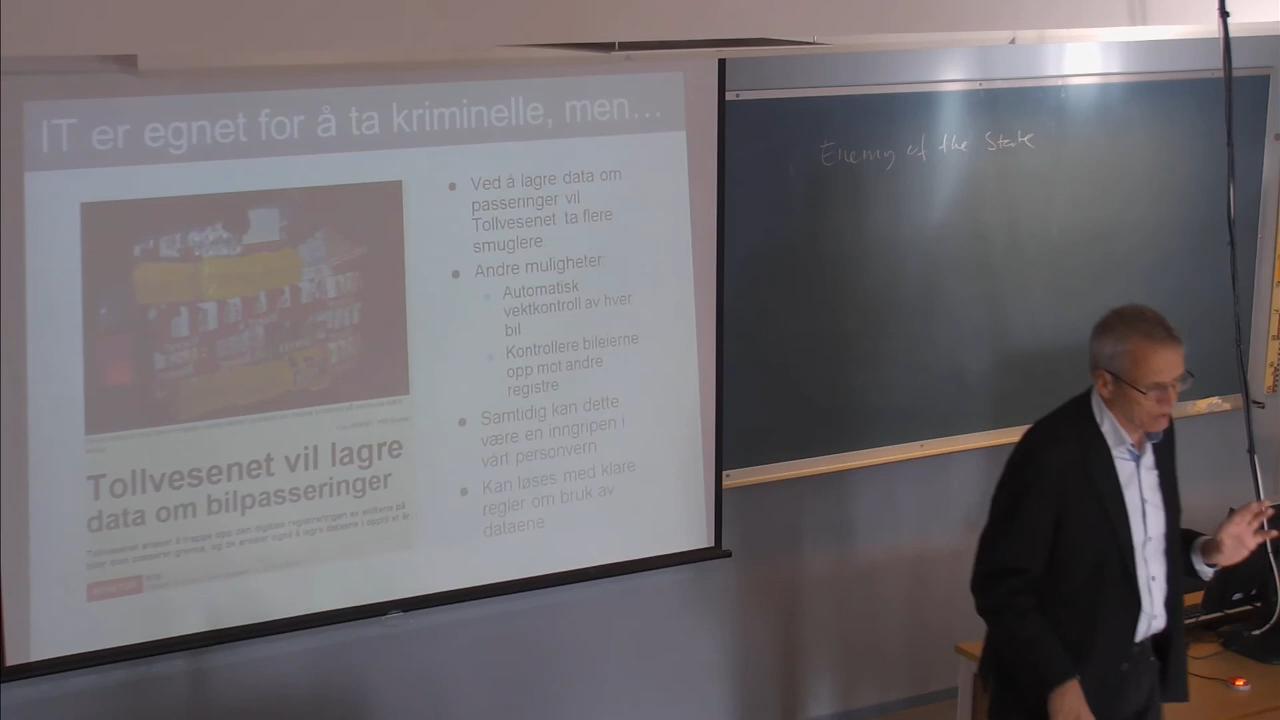 IT er egnet for å ta kriminelle, men...
Ved å lagre data om
passeringer vil
Tollvesenet ta flere
smuglere.
Andre muligheter:
Automatisk
vektkontroll av hver
bil
Kontrollere bileierne
opp mot andre
registre
Samtidig kan dette
være en inngripen i
vårt personvern
Kan løses med klare
regler om bruk av
dataene
Tollvesenet vil lagre
data om bilpasseringer
Enemy of the State